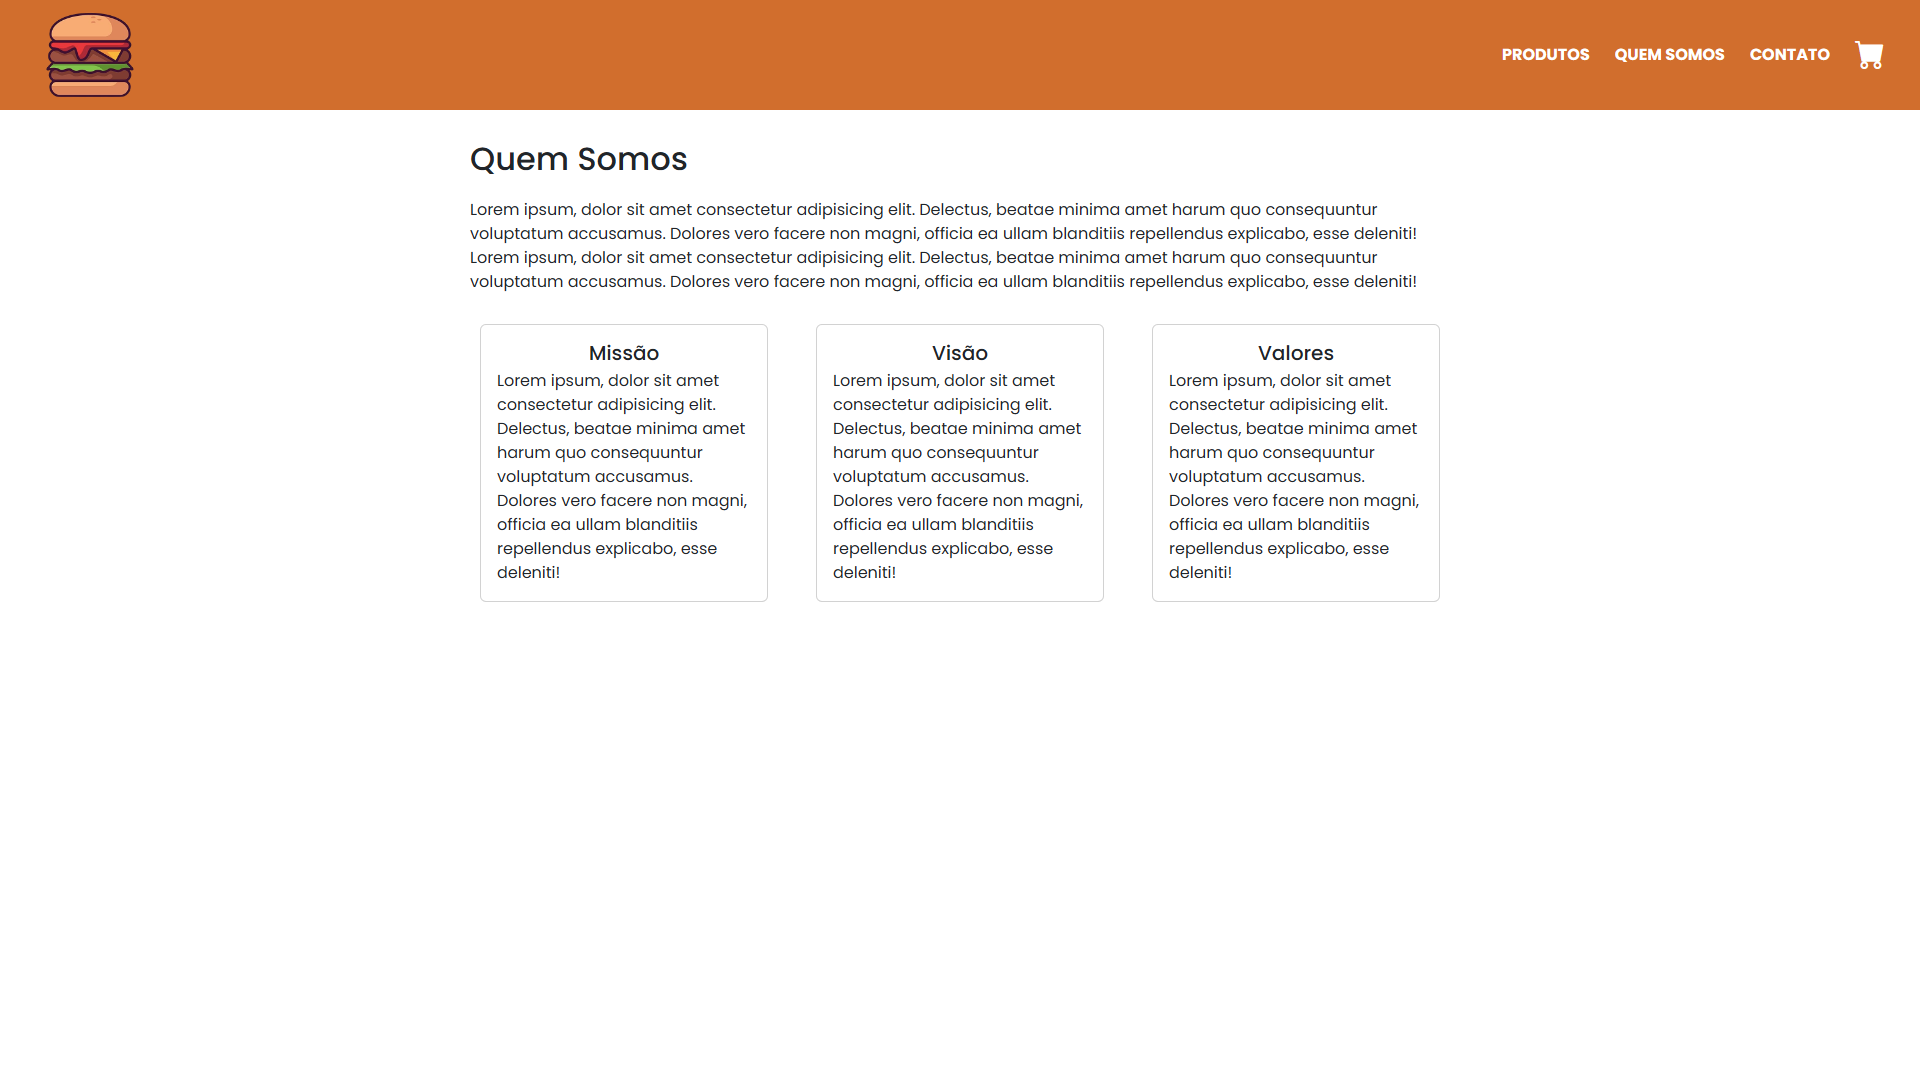 PRODUTOS QUEM SOMOS CONTATO
Quem Somos
Lorem ipsum, dolor sit amet consectetur adipisicing elit. Delectus, beatae minima amet harum quo consequuntur
voluptatum accusamus. Dolores vero facere non magni, officia ea ullam blanditiis repellendus explicabo, esse deleniti!
Lorem ipsum, dolor sit amet consectetur adipisicing elit. Delectus, beatae minima amet harum quo consequuntur
voluptatum accusamus. Dolores vero facere non magni, officia ea ullam blanditiis repellendus explicabo, esse deleniti!
Missão
Lorem ipsum, dolor sit amet
consectetur adipisicing elit.
Delectus, beatae minima amet
harum quo consequuntur
voluptatum accusamus.
Dolores vero facere non magni,
officia ea ullam blanditiis
repellendus explicabo, esse
deleniti!
Visão
Lorem ipsum, dolor sit amet
consectetur adipisicing elit.
Delectus, beatae minima amet
harum quo consequuntur
voluptatum accusamus.
Dolores vero facere non magni,
officia ea ullam blanditiis
repellendus explicabo, esse
deleniti!
Valores
Lorem ipsum, dolor sit amet
consectetur adipisicing elit.
Delectus, beatae minima amet
harum quo consequuntur
voluptatum accusamus.
Dolores vero facere non magni,
officia ea ullam blanditiis
repellendus explicabo, esse
deleniti!